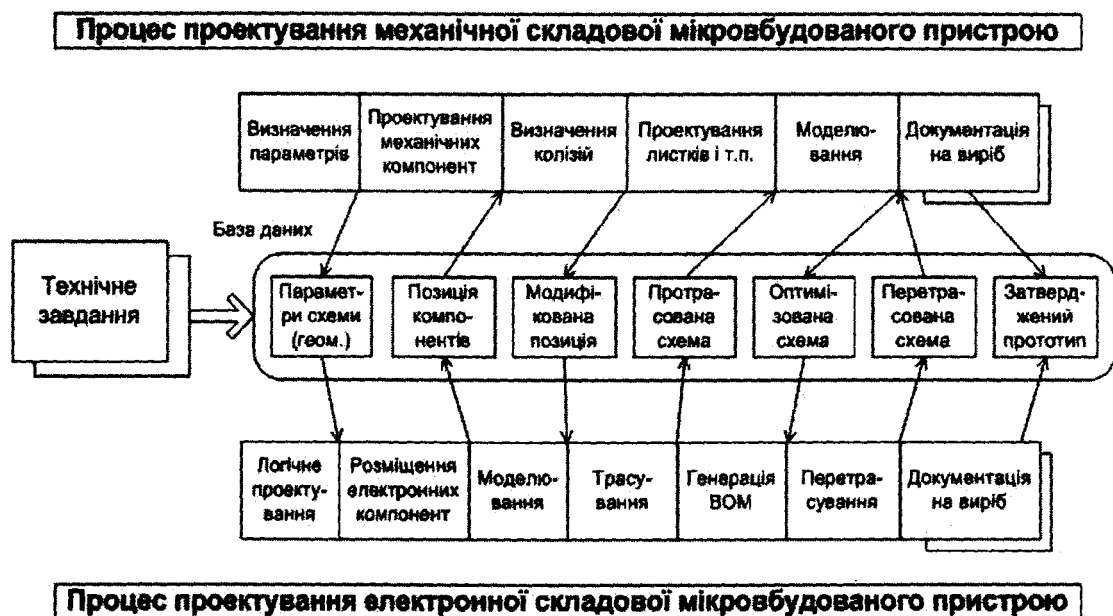 Процес проектування механічної складової мікровбудованого пристрою
Визначення
параметрів
Проектування
механічних
компонент
Визначення
колізій
Проектування
листків і т.п.
Моделю-
вання
Документація
на виріб
База даних
Технічне
завдання
Парамет-
ри схеми
(геом.)
Позиція
компо-
нентів
Модифі-
кована
позиція
Протра-
сована
схема
Оптимі-
зована
схема
Перетра-
сована
схема
Затверд-
жений
прототип
Логічне
проекту-
вання
Розміщення
електронних
компонент
Моделю-
вання
Трасу-
вання
Генерація
BOM
Перетра-
сування
Документація
на виріб
Процес проектування електронної складової мікровбудованого пристрою